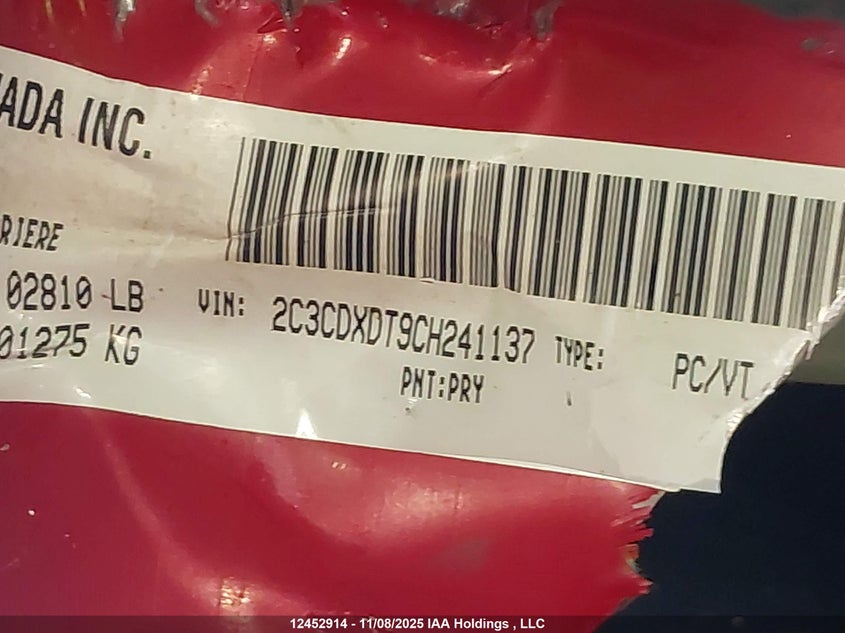 ADA INC.
RIERE
02810 LB
01275 KG
VIN: 2C3CDXDT9CH241137 TYPE: PC/VT
PNT:PRY
12452914 - 11/08/2025 IAA Holdings , LLC